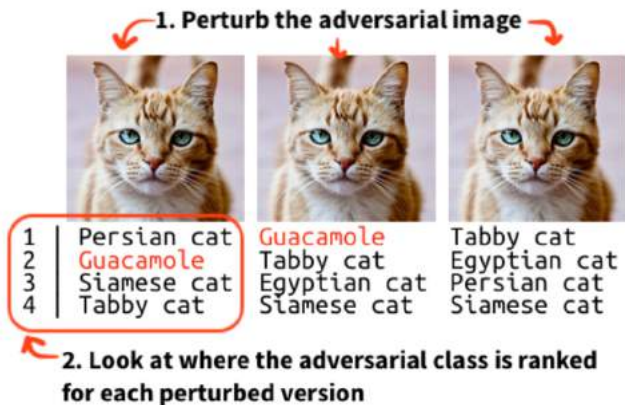 1. Perturb the adversarial image
1 | Persian cat Guacamole Tabby cat
2 | Guacamole Tabby cat Egyptian cat
3 | Siamese cat Egyptian cat Persian cat
4 | Tabby cat Siamese cat Siamese cat
2. Look at where the adversarial class is ranked
for each perturbed version